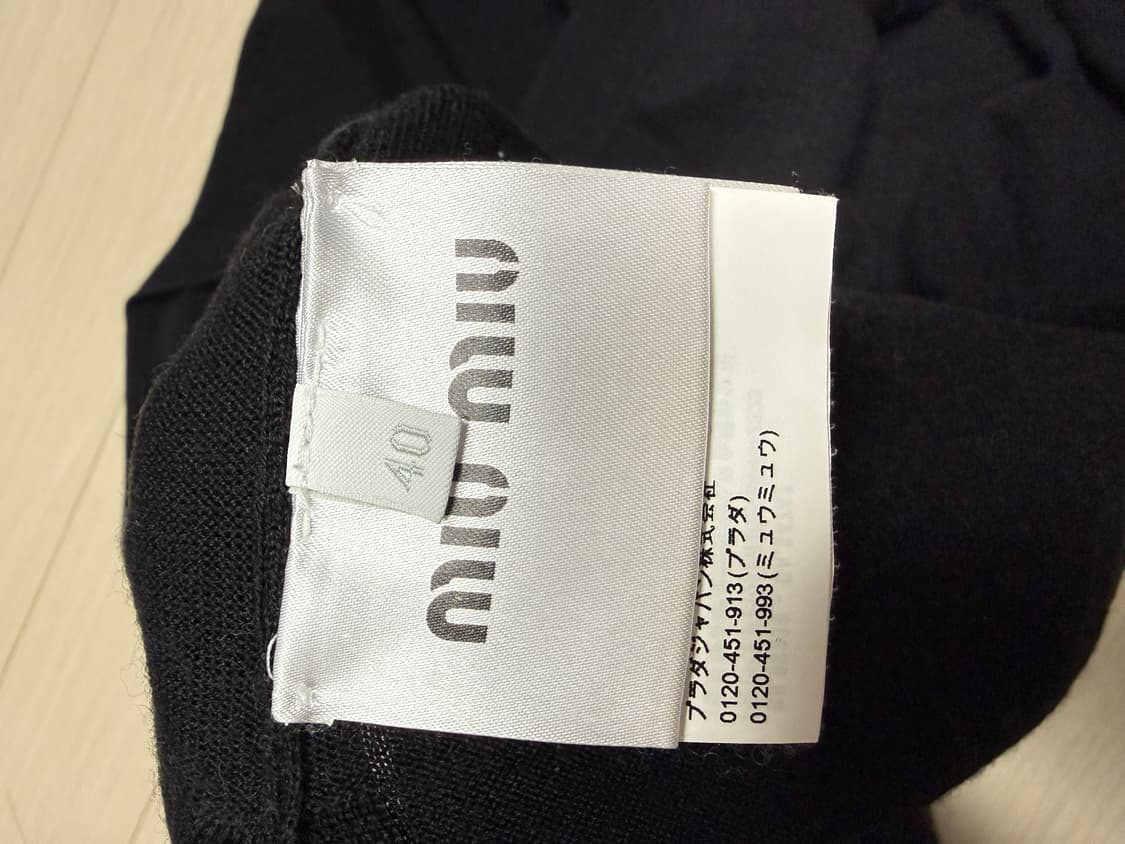 miu miu
40
プラダジャパン株式会社
0120-451-913(プラダ)
0120-451-993(ミュウミュウ)